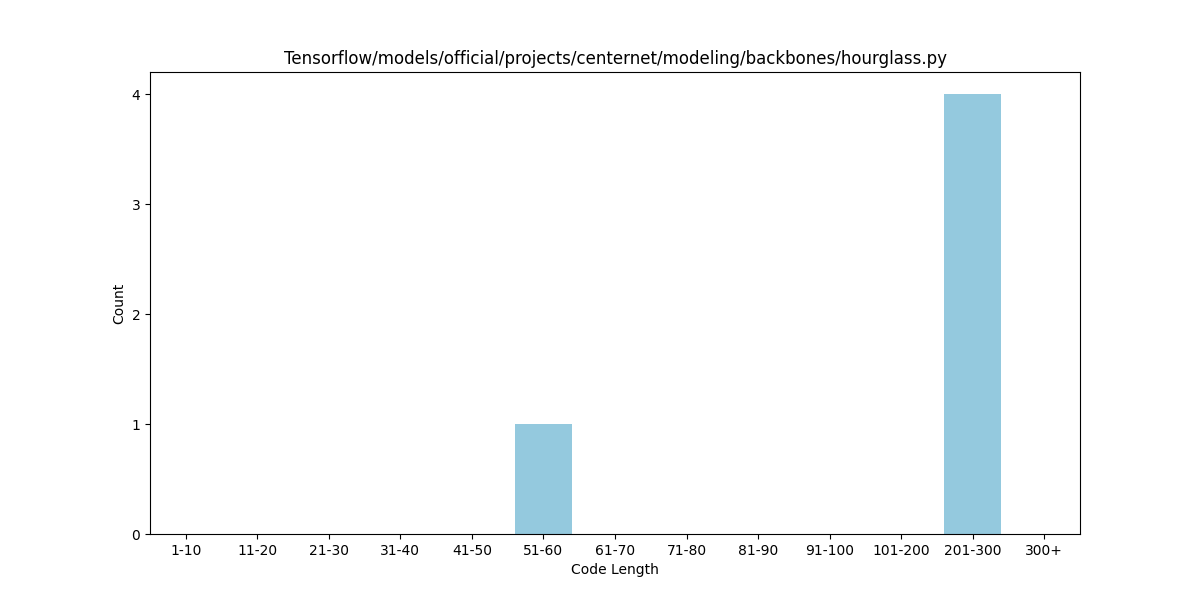 Tensorflow/models/official/projects/centernet/modeling/backbones/hourglass.py
4
3
2
1
0
Count
1-10 11-20 21-30 31-40 41-50 51-60 61-70 71-80 81-90 91-100 101-200 201-300 300+
Code Length